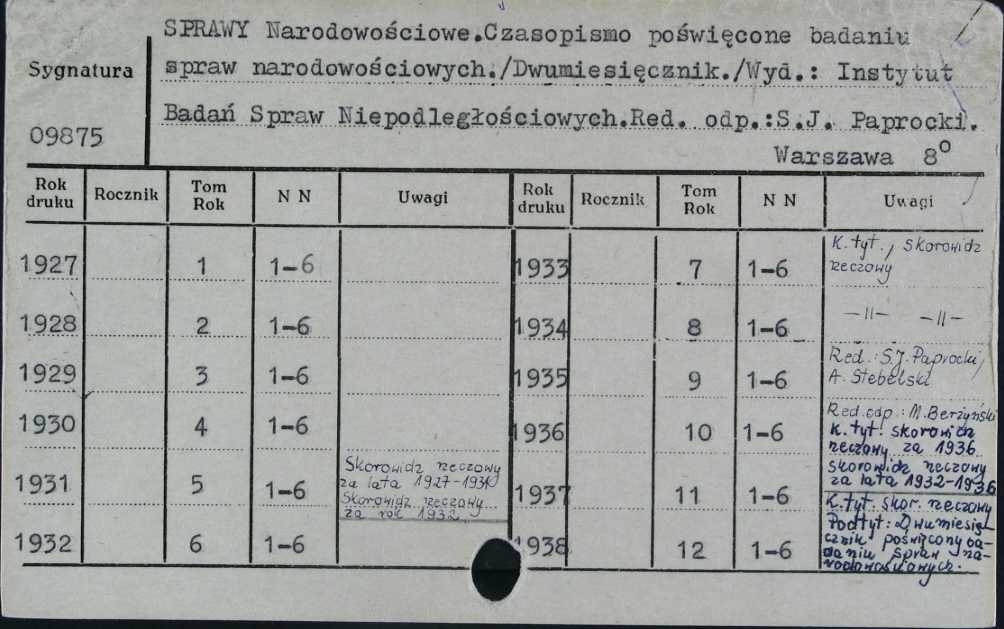 SPRAWY Narodowościowe.Czasopismo poświęcone badaniu
Sygnatura
spraw narodowościowych./Dwumiesięcznik./Wyd.: Instytut
Badań Spraw Niepodległościowych.Red. odp.:S.J. Paprocki.
09875
Warszawa 8°
Rok druku Rocznik Tom Rok N N Uwagi Rok druku Rocznik Tom Rok N N Uwagi
1927 1 1-6 1933 7 1-6 K. tyt., skorowidz
rzeczowy
1928 2 1-6 1934 8 1-6 -II- -II-
1929 3 1-6 1935 9 1-6 Red.: S.J. Paprocki,
A. Stebelski
1930 4 1-6 1936 10 1-6 Red. odp.: M. Berzyński
K. tyt. skorowidz
rzeczowy za 1936
skorowidz rzeczowy
za lata 1932-1936
1931 5 1-6 Skorowidz rzeczowy
za lata 1927-1931
Skorowidz rzeczowy
za rok 1932
1937 11 1-6 K. tyt. skor. rzeczowy
1932 6 1-6 1938 12 1-6 Podtyt: Dwumiesię-
cznik poświęcony ba-
daniu spraw na-
rodowościowych.